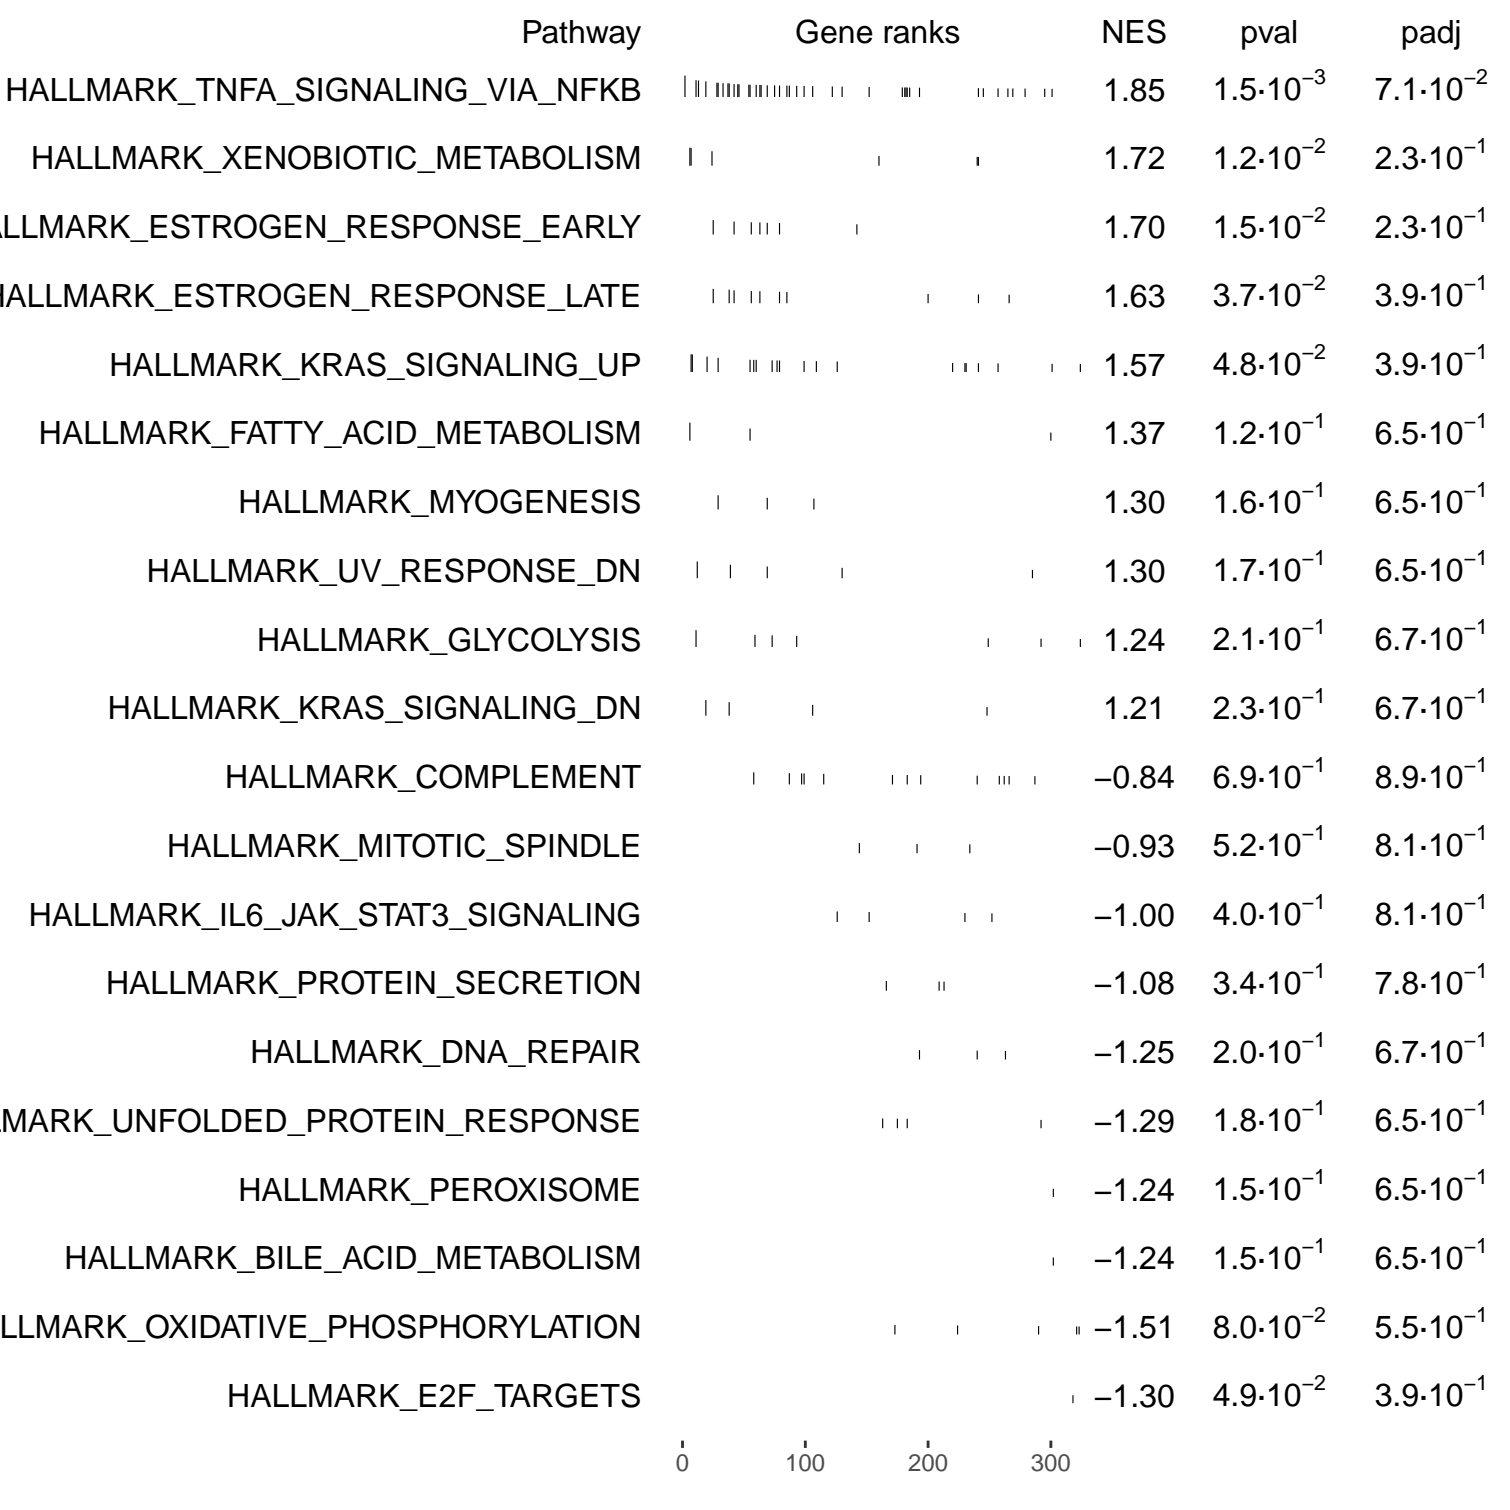 Pathway Gene ranks NES pval padj
HALLMARK_TNFA_SIGNALING_VIA_NFKB 1.85 1.5·10⁻³ 7.1·10⁻²
HALLMARK_XENOBIOTIC_METABOLISM 1.72 1.2·10⁻² 2.3·10⁻¹
LLMARK_ESTROGEN_RESPONSE_EARLY 1.70 1.5·10⁻² 2.3·10⁻¹
HALLMARK_ESTROGEN_RESPONSE_LATE 1.63 3.7·10⁻² 3.9·10⁻¹
HALLMARK_KRAS_SIGNALING_UP 1.57 4.8·10⁻² 3.9·10⁻¹
HALLMARK_FATTY_ACID_METABOLISM 1.37 1.2·10⁻¹ 6.5·10⁻¹
HALLMARK_MYOGENESIS 1.30 1.6·10⁻¹ 6.5·10⁻¹
HALLMARK_UV_RESPONSE_DN 1.30 1.7·10⁻¹ 6.5·10⁻¹
HALLMARK_GLYCOLYSIS 1.24 2.1·10⁻¹ 6.7·10⁻¹
HALLMARK_KRAS_SIGNALING_DN 1.21 2.3·10⁻¹ 6.7·10⁻¹
HALLMARK_COMPLEMENT −0.84 6.9·10⁻¹ 8.9·10⁻¹
HALLMARK_MITOTIC_SPINDLE −0.93 5.2·10⁻¹ 8.1·10⁻¹
HALLMARK_IL6_JAK_STAT3_SIGNALING −1.00 4.0·10⁻¹ 8.1·10⁻¹
HALLMARK_PROTEIN_SECRETION −1.08 3.4·10⁻¹ 7.8·10⁻¹
HALLMARK_DNA_REPAIR −1.25 2.0·10⁻¹ 6.7·10⁻¹
MARK_UNFOLDED_PROTEIN_RESPONSE −1.29 1.8·10⁻¹ 6.5·10⁻¹
HALLMARK_PEROXISOME −1.24 1.5·10⁻¹ 6.5·10⁻¹
HALLMARK_BILE_ACID_METABOLISM −1.24 1.5·10⁻¹ 6.5·10⁻¹
LLMARK_OXIDATIVE_PHOSPHORYLATION −1.51 8.0·10⁻² 5.5·10⁻¹
HALLMARK_E2F_TARGETS −1.30 4.9·10⁻² 3.9·10⁻¹
0 100 200 300